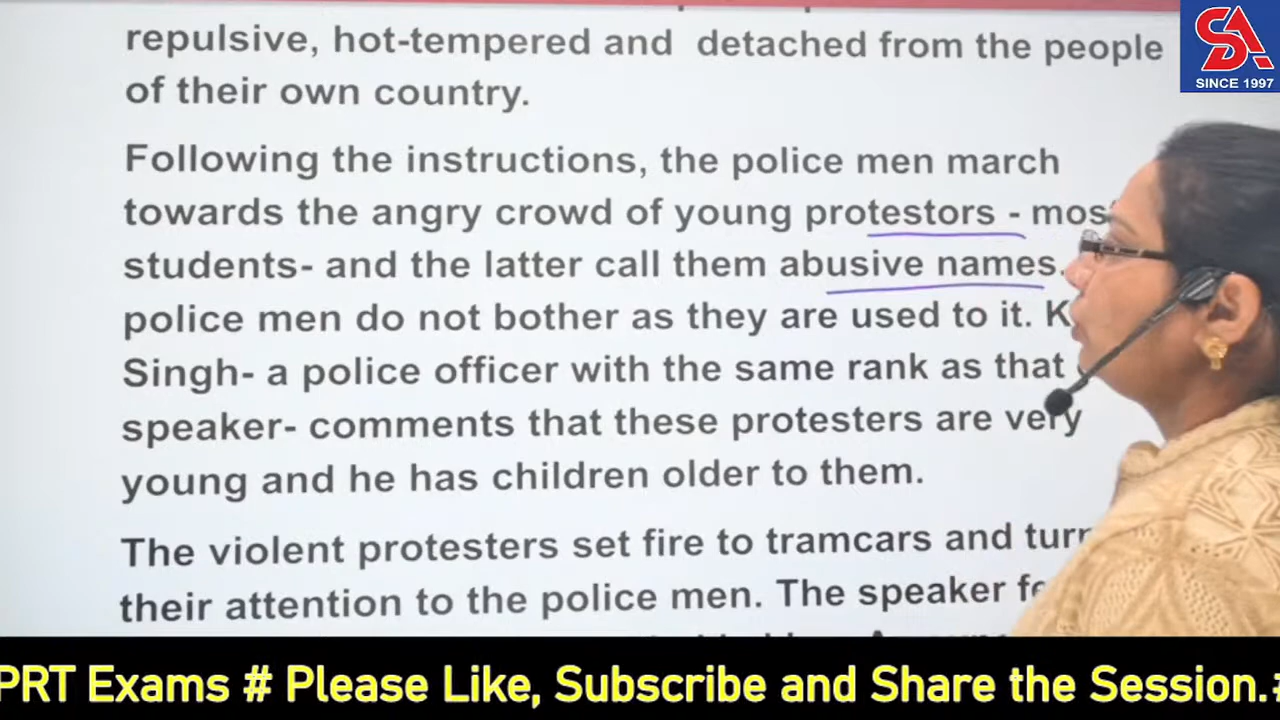 repulsive, hot-tempered and detached from the people
of their own country.
SA
SINCE 1997
Following the instructions, the police men march
towards the angry crowd of young protestors -
students- and the latter call them abusive names.
police men do not bother as they are used to it.
Singh- a police officer with the same rank as that
speaker- comments that these protesters are very
young and he has children older to them.
The violent protesters set fire to tramcars and
their attention to the police men. The speaker
PRT Exams # Please Like, Subscribe and Share the Session.#